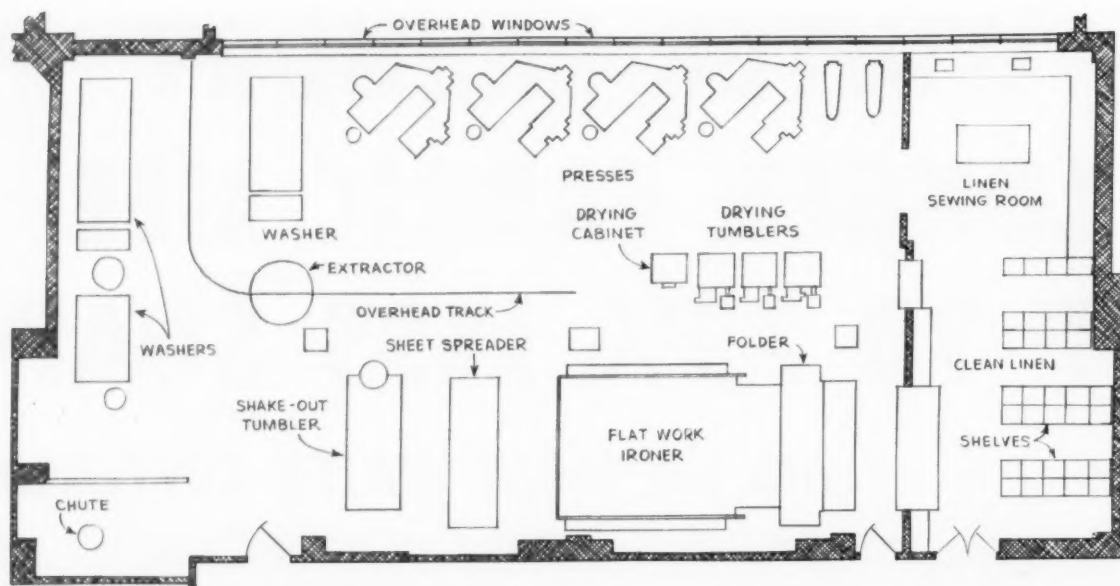 OVERHEAD WINDOWS
PRESSES
LINEN
SEWING ROOM
WASHER
DRYING
CABINET
DRYING
TUMBLERS
EXTRACTOR
OVERHEAD TRACK
WASHERS
SHEET SPREADER
FOLDER
CLEAN LINEN
SHAKE-OUT
TUMBLER
FLAT WORK
IRONER
SHELVES
CHUTE